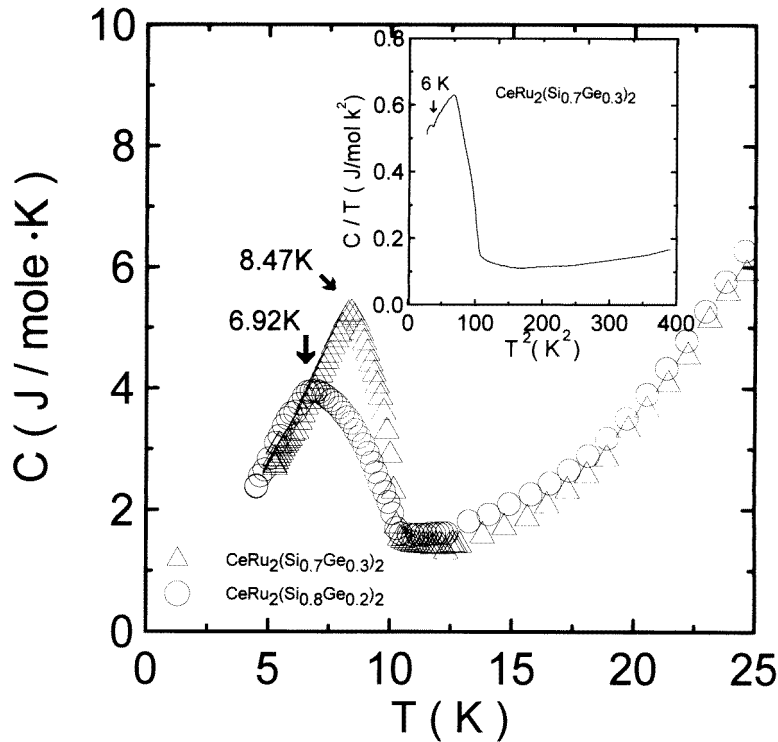 10
8
6
4
2
0
C ( J / mole ·K )
0 5 10 15 20 25
T ( K )
8.47K
6.92K
CeRu2(Si0.7Ge0.3)2
CeRu2(Si0.8Ge0.2)2
0.8
0.6
0.4
0.2
0.0
C / T ( J/mol k²)
6 K
CeRu2(Si0.7Ge0.3)2
0 100 200 300 400
T²( K²)